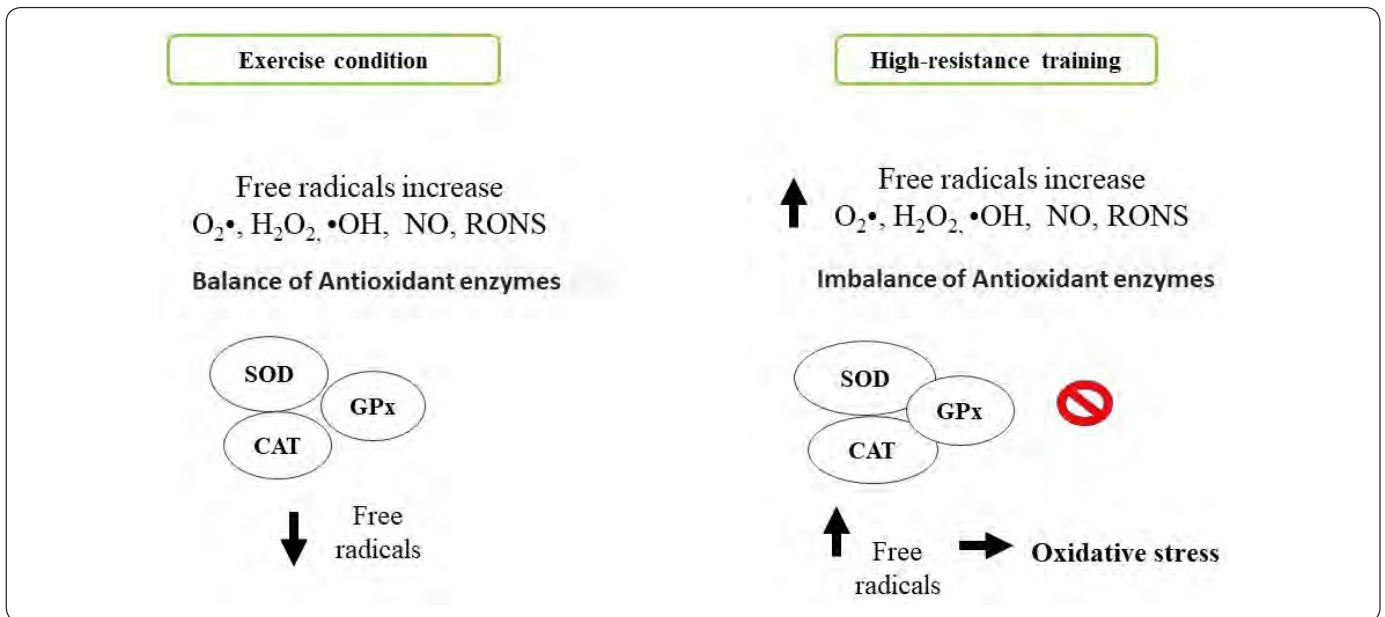 Exercise condition
Free radicals increase
O₂•, H₂O₂, •OH, NO, RONS
Balance of Antioxidant enzymes
SOD
GPx
CAT
Free
radicals
High-resistance training
Free radicals increase
O₂•, H₂O₂, •OH, NO, RONS
Imbalance of Antioxidant enzymes
SOD
GPx
CAT
Free
radicals
Oxidative stress